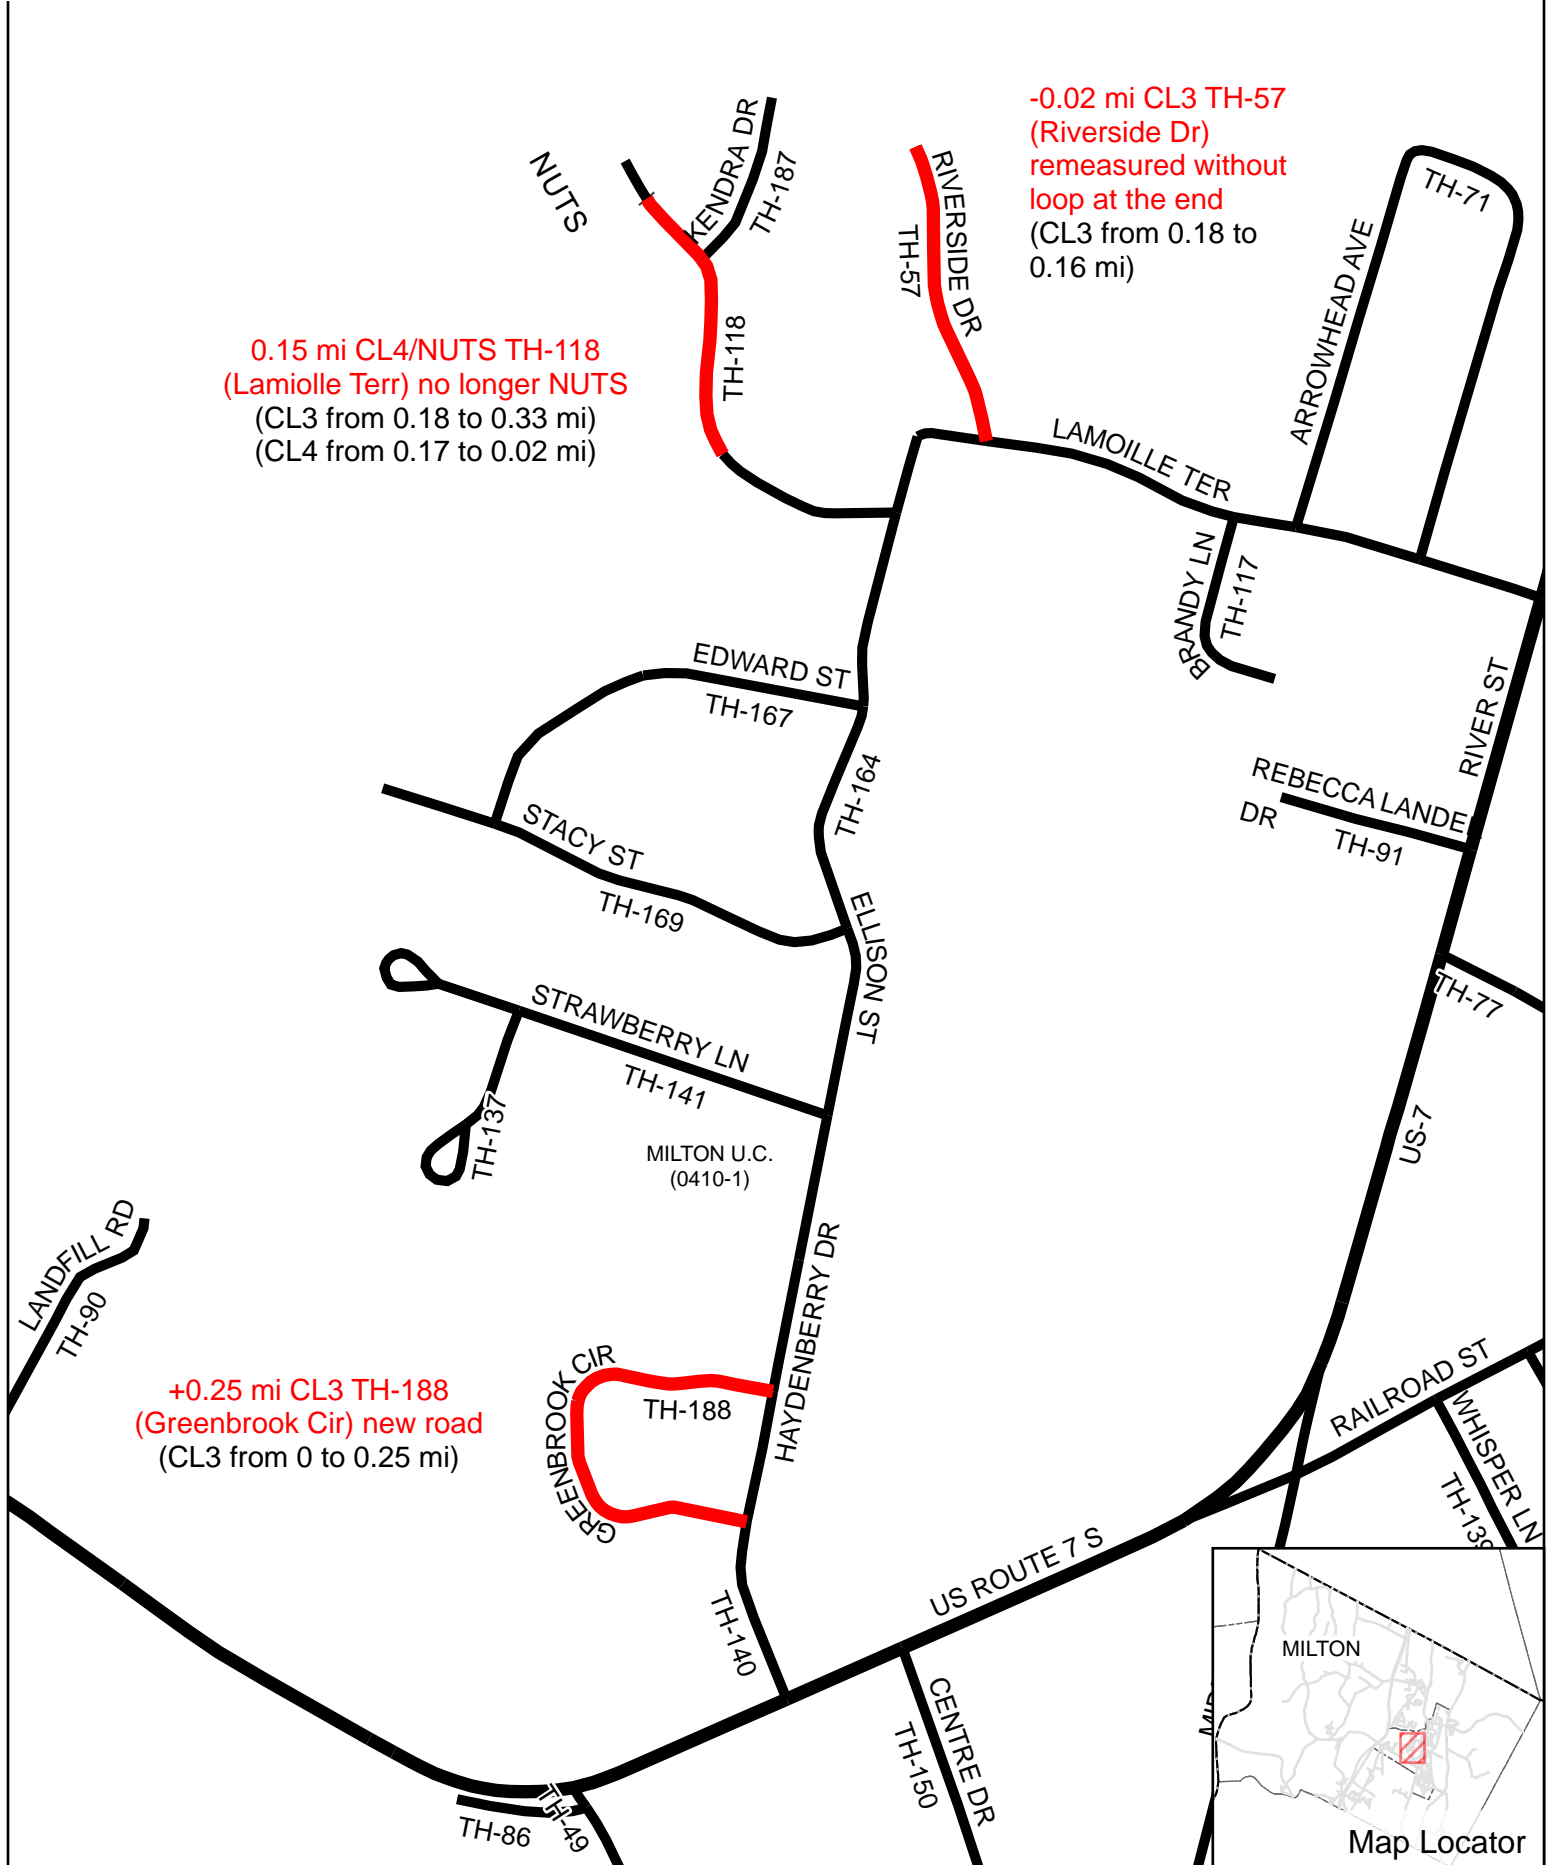 -0.02 mi CL3 TH-57
(Riverside Dr)
remeasured without
loop at the end
(CL3 from 0.18 to
0.16 mi)
KENDRA DR
TH-187
NUTS
RIVERSIDE DR
TH-57
TH-71
ARROWHEAD AVE
0.15 mi CL4/NUTS TH-118
(Lamiolle Terr) no longer NUTS
(CL3 from 0.18 to 0.33 mi)
(CL4 from 0.17 to 0.02 mi)
TH-118
LAMOILLE TER
BRANDY LN
TH-117
EDWARD ST
TH-167
RIVER ST
TH-164
REBECCA LANDE
DR
TH-91
STACY ST
TH-169
ELLISON ST
TH-77
STRAWBERRY LN
TH-141
TH-137
US-7
MILTON U.C.
(0410-1)
LANDFILL RD
TH-90
HAYDENBERRY DR
GREENBROOK CIR
TH-188
+0.25 mi CL3 TH-188
(Greenbrook Cir) new road
(CL3 from 0 to 0.25 mi)
RAILROAD ST
WHISPER LN
TH-139
US ROUTE 7 S
TH-140
MILTON
CENTRE DR
TH-150
TH-49
TH-86
Map Locator